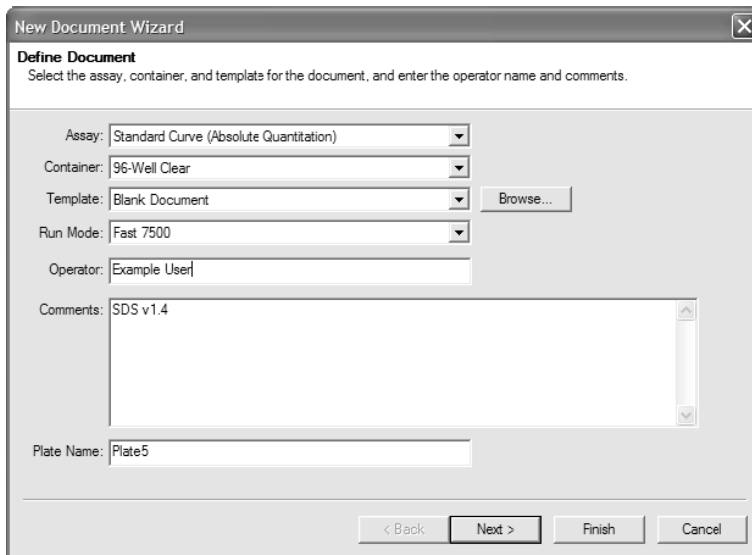 New Document Wizard
Define Document
Select the assay, container, and template for the document, and enter the operator name and comments.
Assay: Standard Curve (Absolute Quantitation)
Container: 96-Well Clear
Template: Blank Document Browse...
Run Mode: Fast 7500
Operator: Example User
Comments: SDS v1.4
Plate Name: Plate5
< Back Next > Finish Cancel